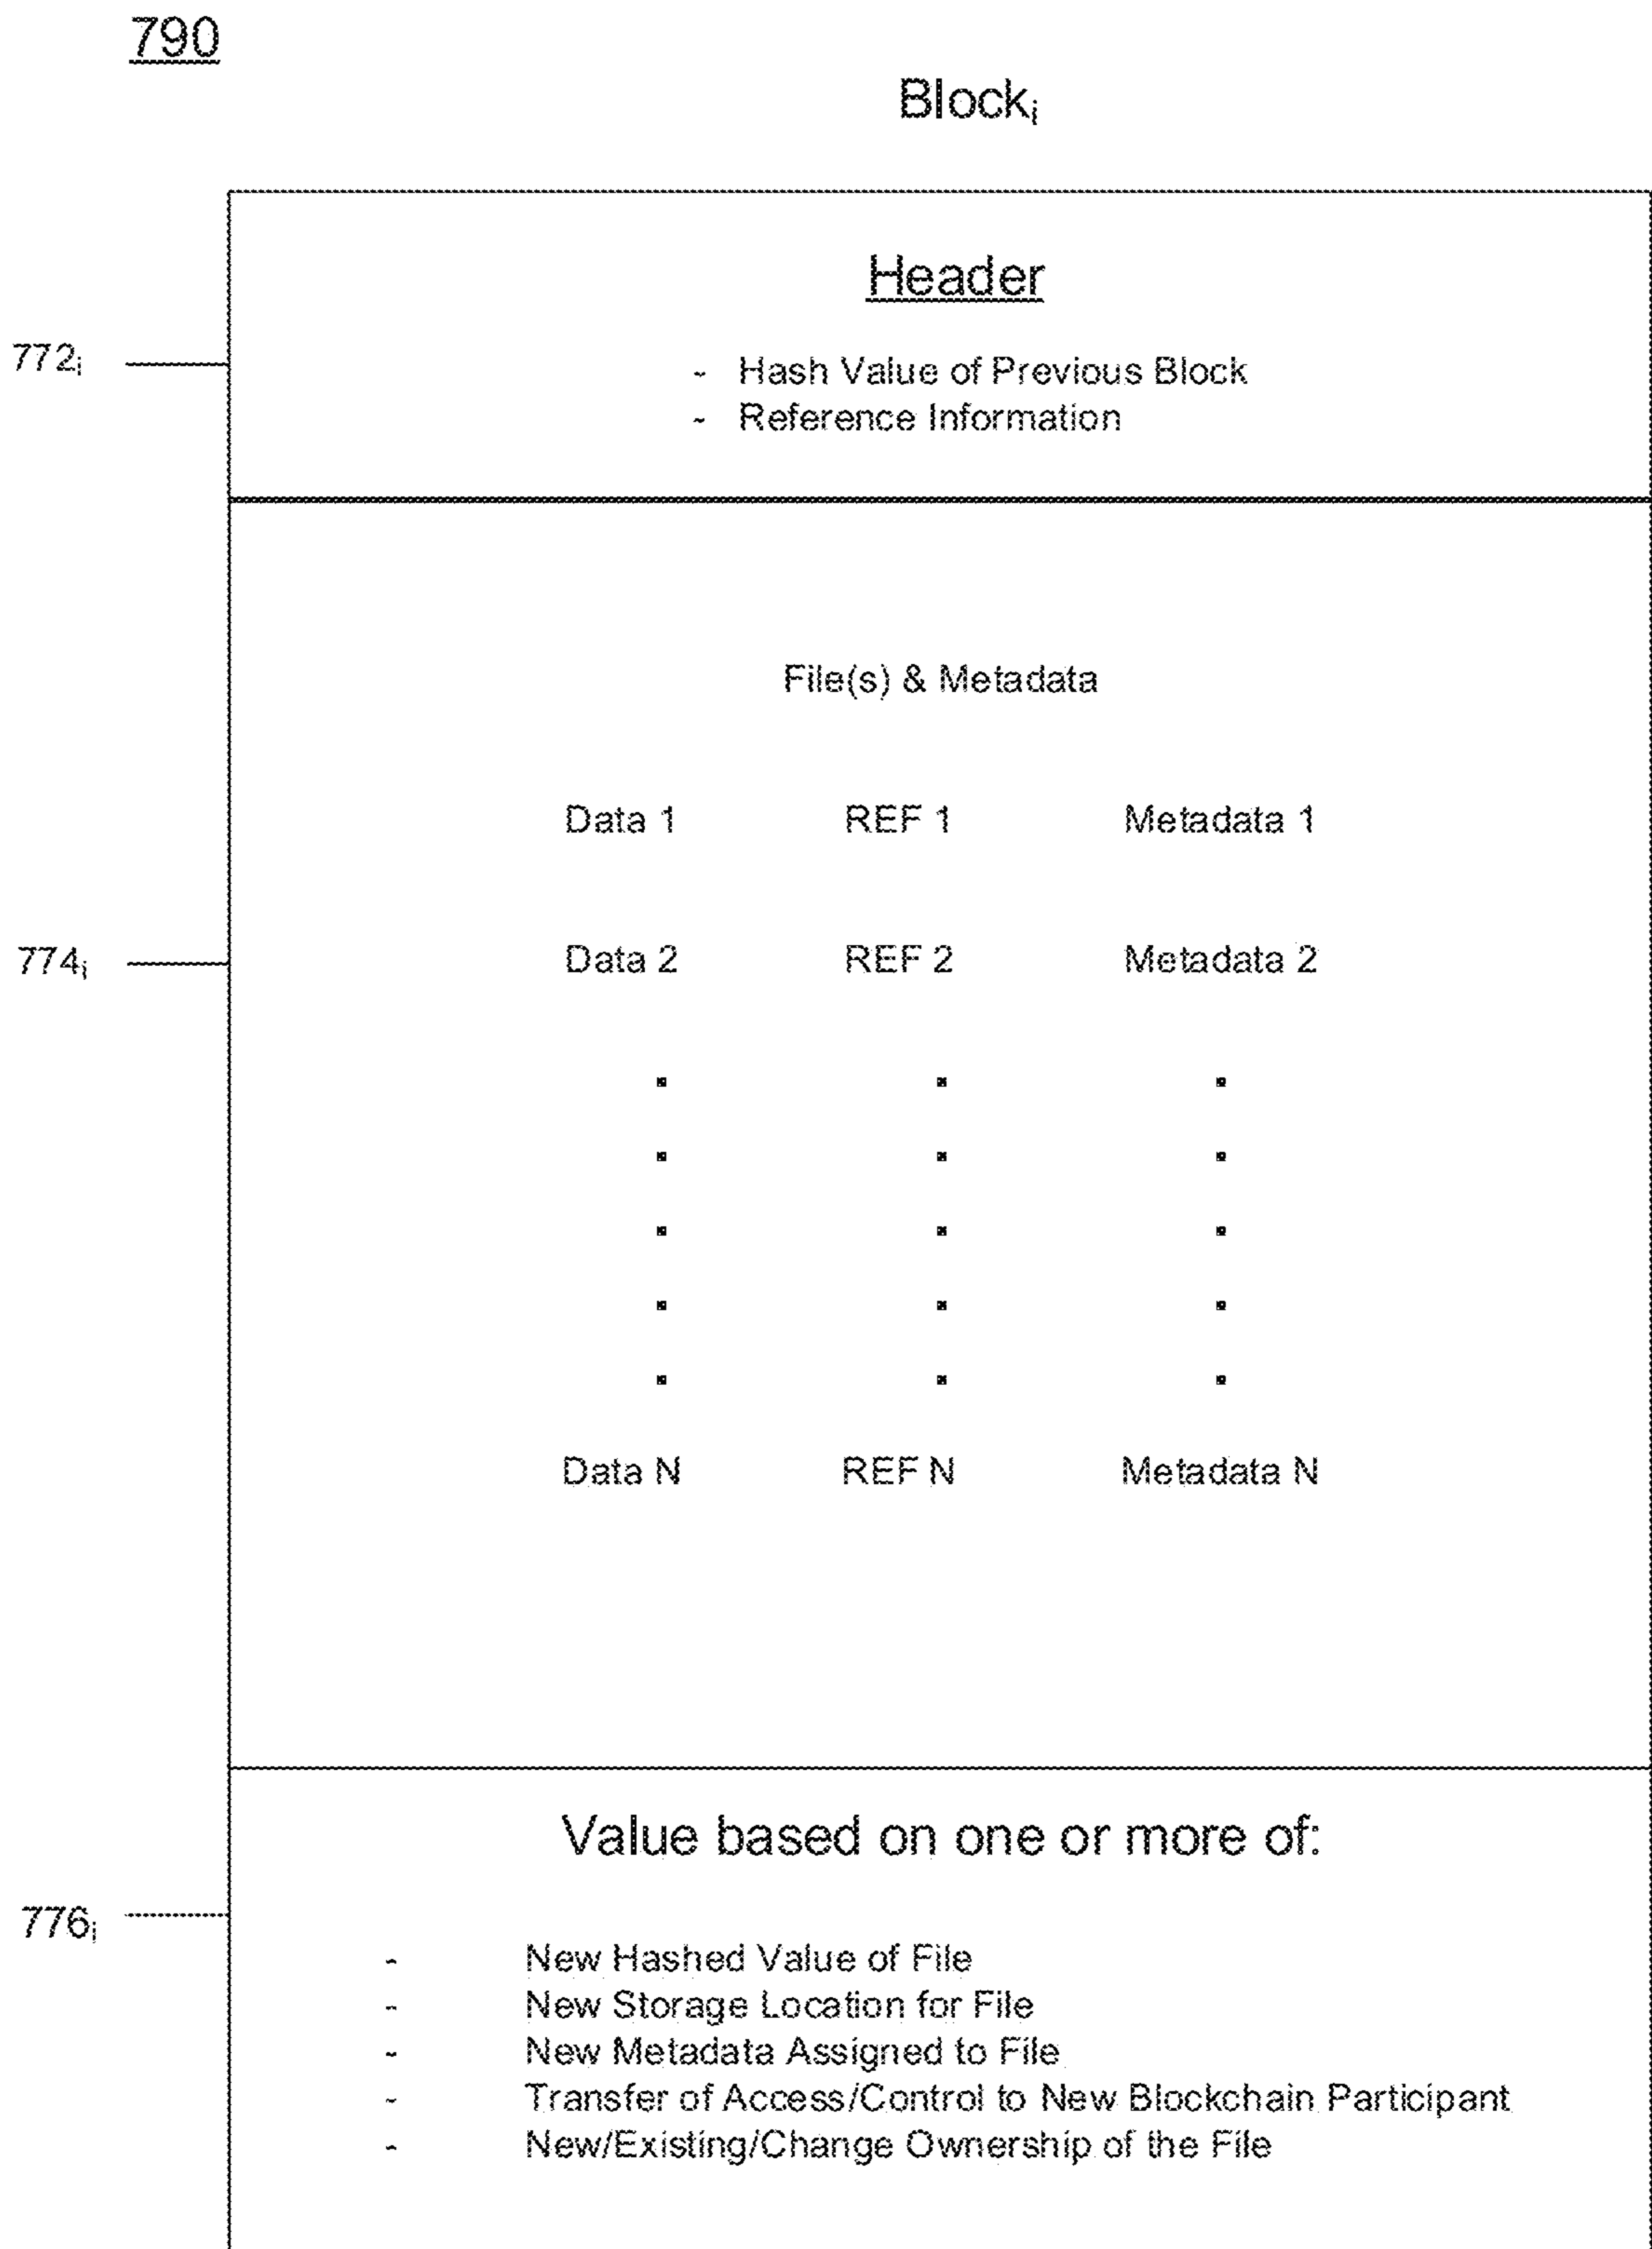 790
Blockᵢ
Header
772ᵢ
- Hash Value of Previous Block
- Reference Information
File(s) & Metadata
Data 1 REF 1 Metadata 1
774ᵢ Data 2 REF 2 Metadata 2
Data N REF N Metadata N
Value based on one or more of:
776ᵢ
- New Hashed Value of File
- New Storage Location for File
- New Metadata Assigned to File
- Transfer of Access/Control to New Blockchain Participant
- New/Existing/Change Ownership of the File